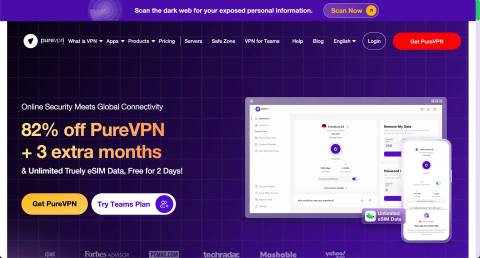 Scan the dark web for your exposed personal information.
Scan Now
purevpn
What is VPN Apps Products Pricing Servers Safe Zone VPN for Teams Help Blog English Login Get PureVPN
Online Security Meets Global Connectivity
82% off PureVPN
+ 3 extra months
& Unlimited Truely eSIM Data, Free for 2 Days!
Get PureVPN
Try Teams Plan
Remove My Data
Unlimited
eSIM Data
Forbes ADVISOR
PCMAG.COM
techradar
Mashable
yahoo!